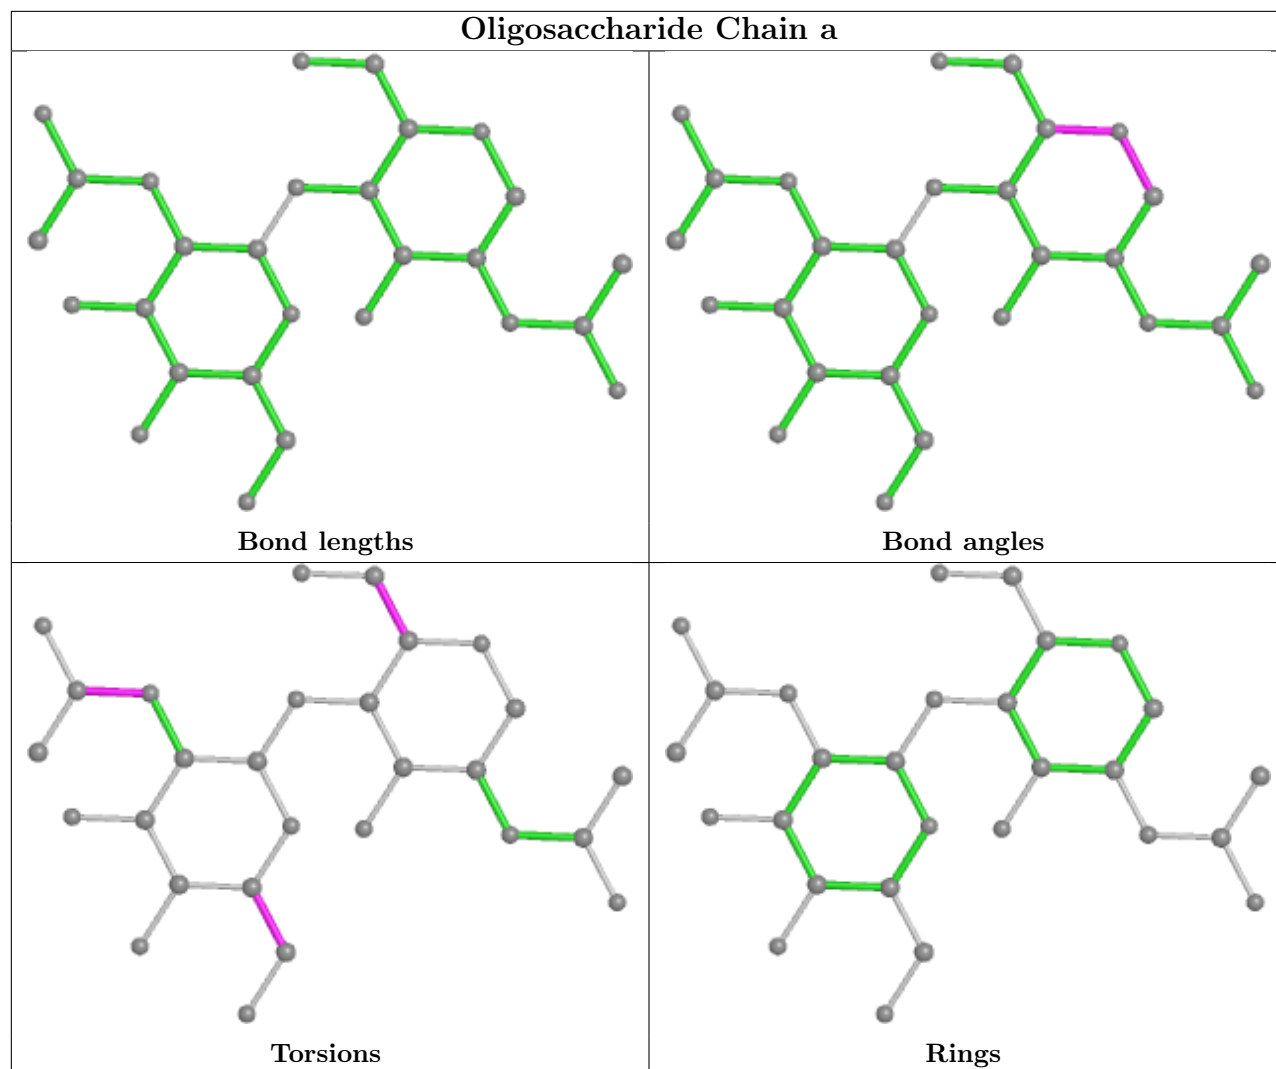 Oligosaccharide Chain a
Bond lengths
Bond angles
Torsions
Rings